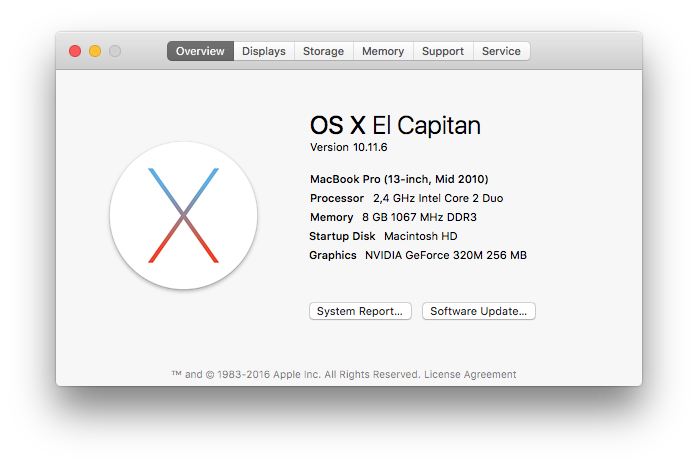 Overview Displays Storage Memory Support Service
OS X El Capitan
Version 10.11.6
MacBook Pro (13-inch, Mid 2010)
Processor 2,4 GHz Intel Core 2 Duo
Memory 8 GB 1067 MHz DDR3
Startup Disk Macintosh HD
Graphics NVIDIA GeForce 320M 256 MB
System Report... Software Update...
™ and © 1983-2016 Apple Inc. All Rights Reserved. License Agreement